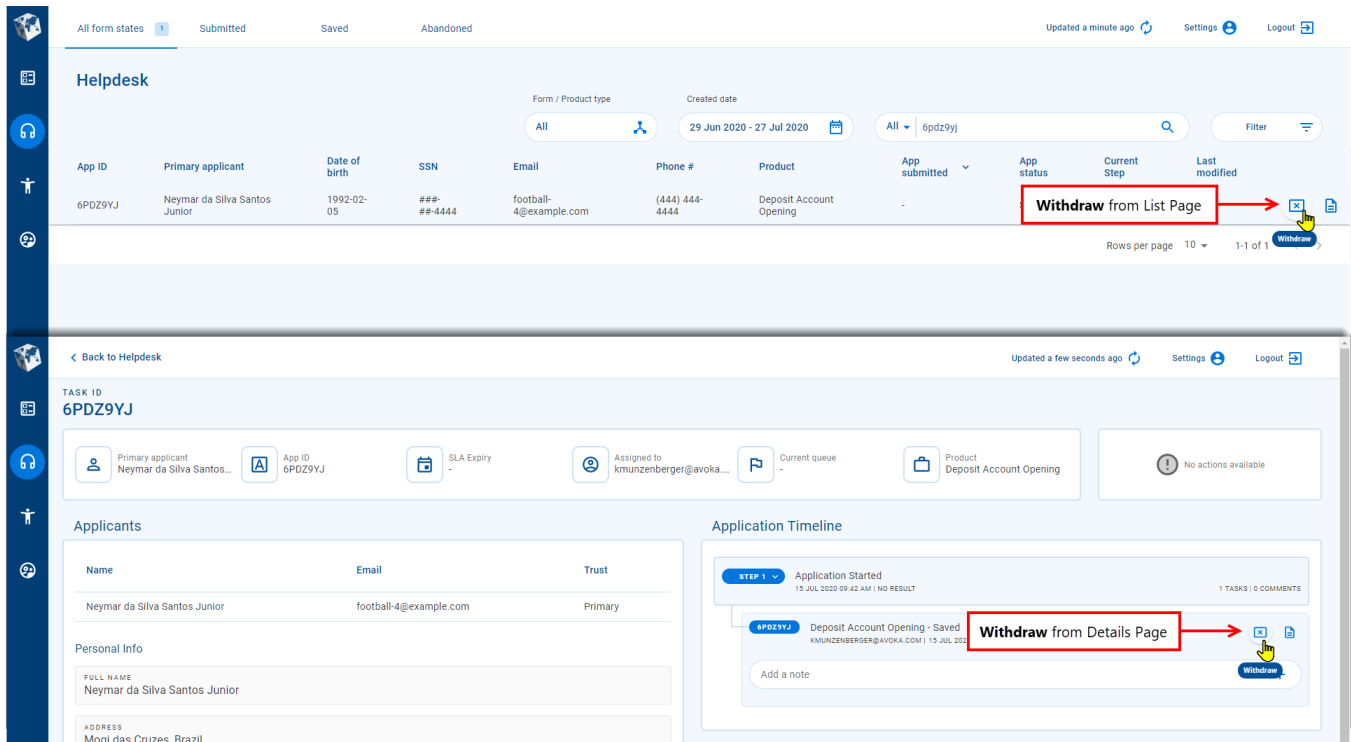 All form states 1 Submitted Saved Abandoned Updated a minute ago Settings Logout
Helpdesk
Form / Product type Created date
All 29 Jun 2020 - 27 Jul 2020 All 6pdz9yj Filter
App ID Primary applicant Date of birth SSN Email Phone # Product App submitted App status Current Step Last modified
6PDZ9YJ Neymar da Silva Santos Junior 1992-02-05 ###-##-4444 football-4@example.com (444) 444-4444 Deposit Account Opening -
Withdraw from List Page
Withdraw
Rows per page 10 1-1 of 1
Back to Helpdesk Updated a few seconds ago Settings Logout
TASK ID
6PDZ9YJ
Primary applicant App ID SLA Expiry Assigned to Current queue Product
Neymar da Silva Santos... 6PDZ9YJ - kmunzenberger@avoka.... - Deposit Account Opening
No actions available
Applicants
Name Email Trust
Neymar da Silva Santos Junior football-4@example.com Primary
Personal Info
FULL NAME
Neymar da Silva Santos Junior
ADDRESS
Mogi das Cruzes, Brazil
Application Timeline
STEP 1 Application Started
15 JUL 2020 09:42 AM | NO RESULT 1 TASKS | 0 COMMENTS
6PDZ9YJ Deposit Account Opening - Saved
KMUNZENBERGER@AVOKA.COM | 15 JUL 202
Withdraw from Details Page
Withdraw
Add a note